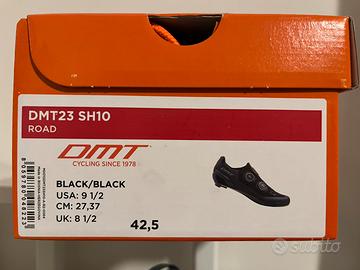 DMT23 SH10
ROAD
DMT
CYCLING SINCE 1978
BLACK/BLACK
USA: 9 1/2
CM: 27,37
UK: 8 1/2
42,5
8059780048223
subito